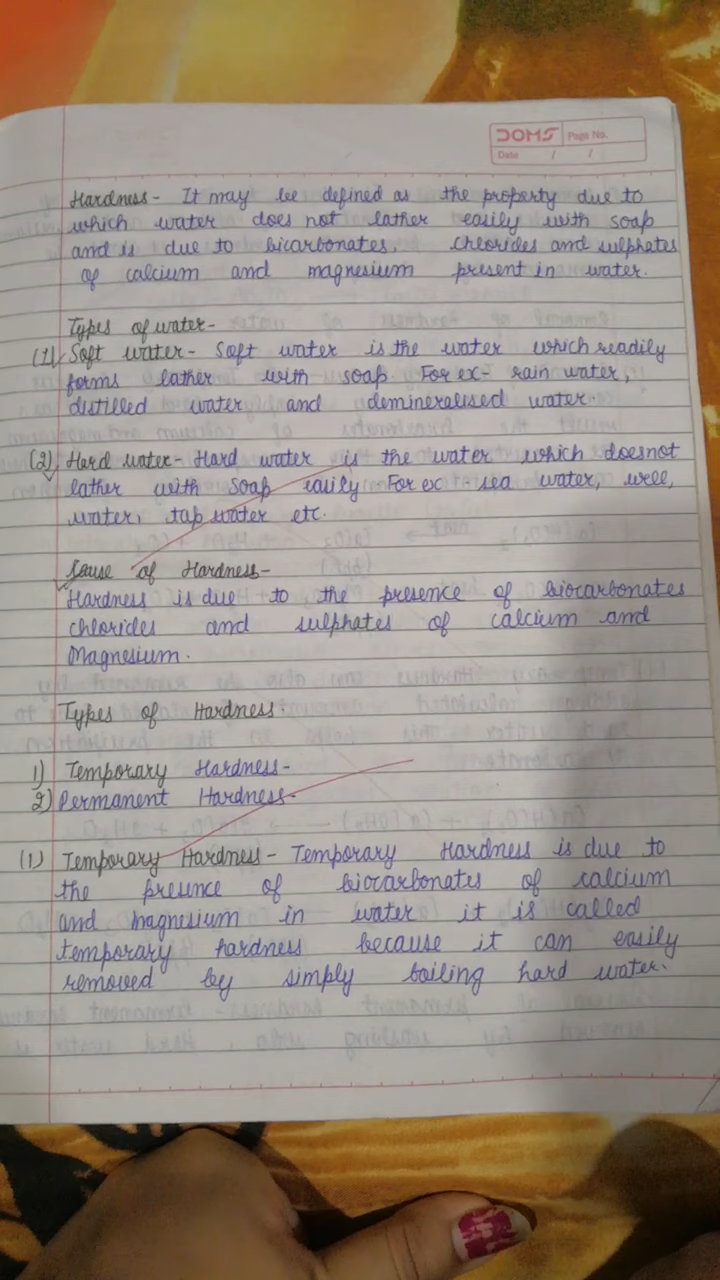 DOMS Page No.
Date / /
Hardness - It may be defined as the property due to
which water does not lather easily with soap
and is due to bicarbonates, chlorides and sulphates
of calcium and magnesium present in water.
Types of water-
(1) Soft water - Soft water is the water which readily
forms lather with soap. For ex- rain water,
distilled water and demineralised water.
(2) Hard water - Hard water is the water which doesnot
lather with soap easily For ex - sea water, well,
water, tap water etc.
Cause of Hardness-
Hardness is due to the presence of biocarbonates
chlorides and sulphates of calcium and
Magnesium.
Types of Hardness.
1) Temporary Hardness-
2) Permanent Hardness-
(1) Temporary Hardness - Temporary Hardness is due to
the presence of biocarbonates of calcium
and magnesium in water it is called
temporary hardness because it can easily
removed by simply boiling hard water.